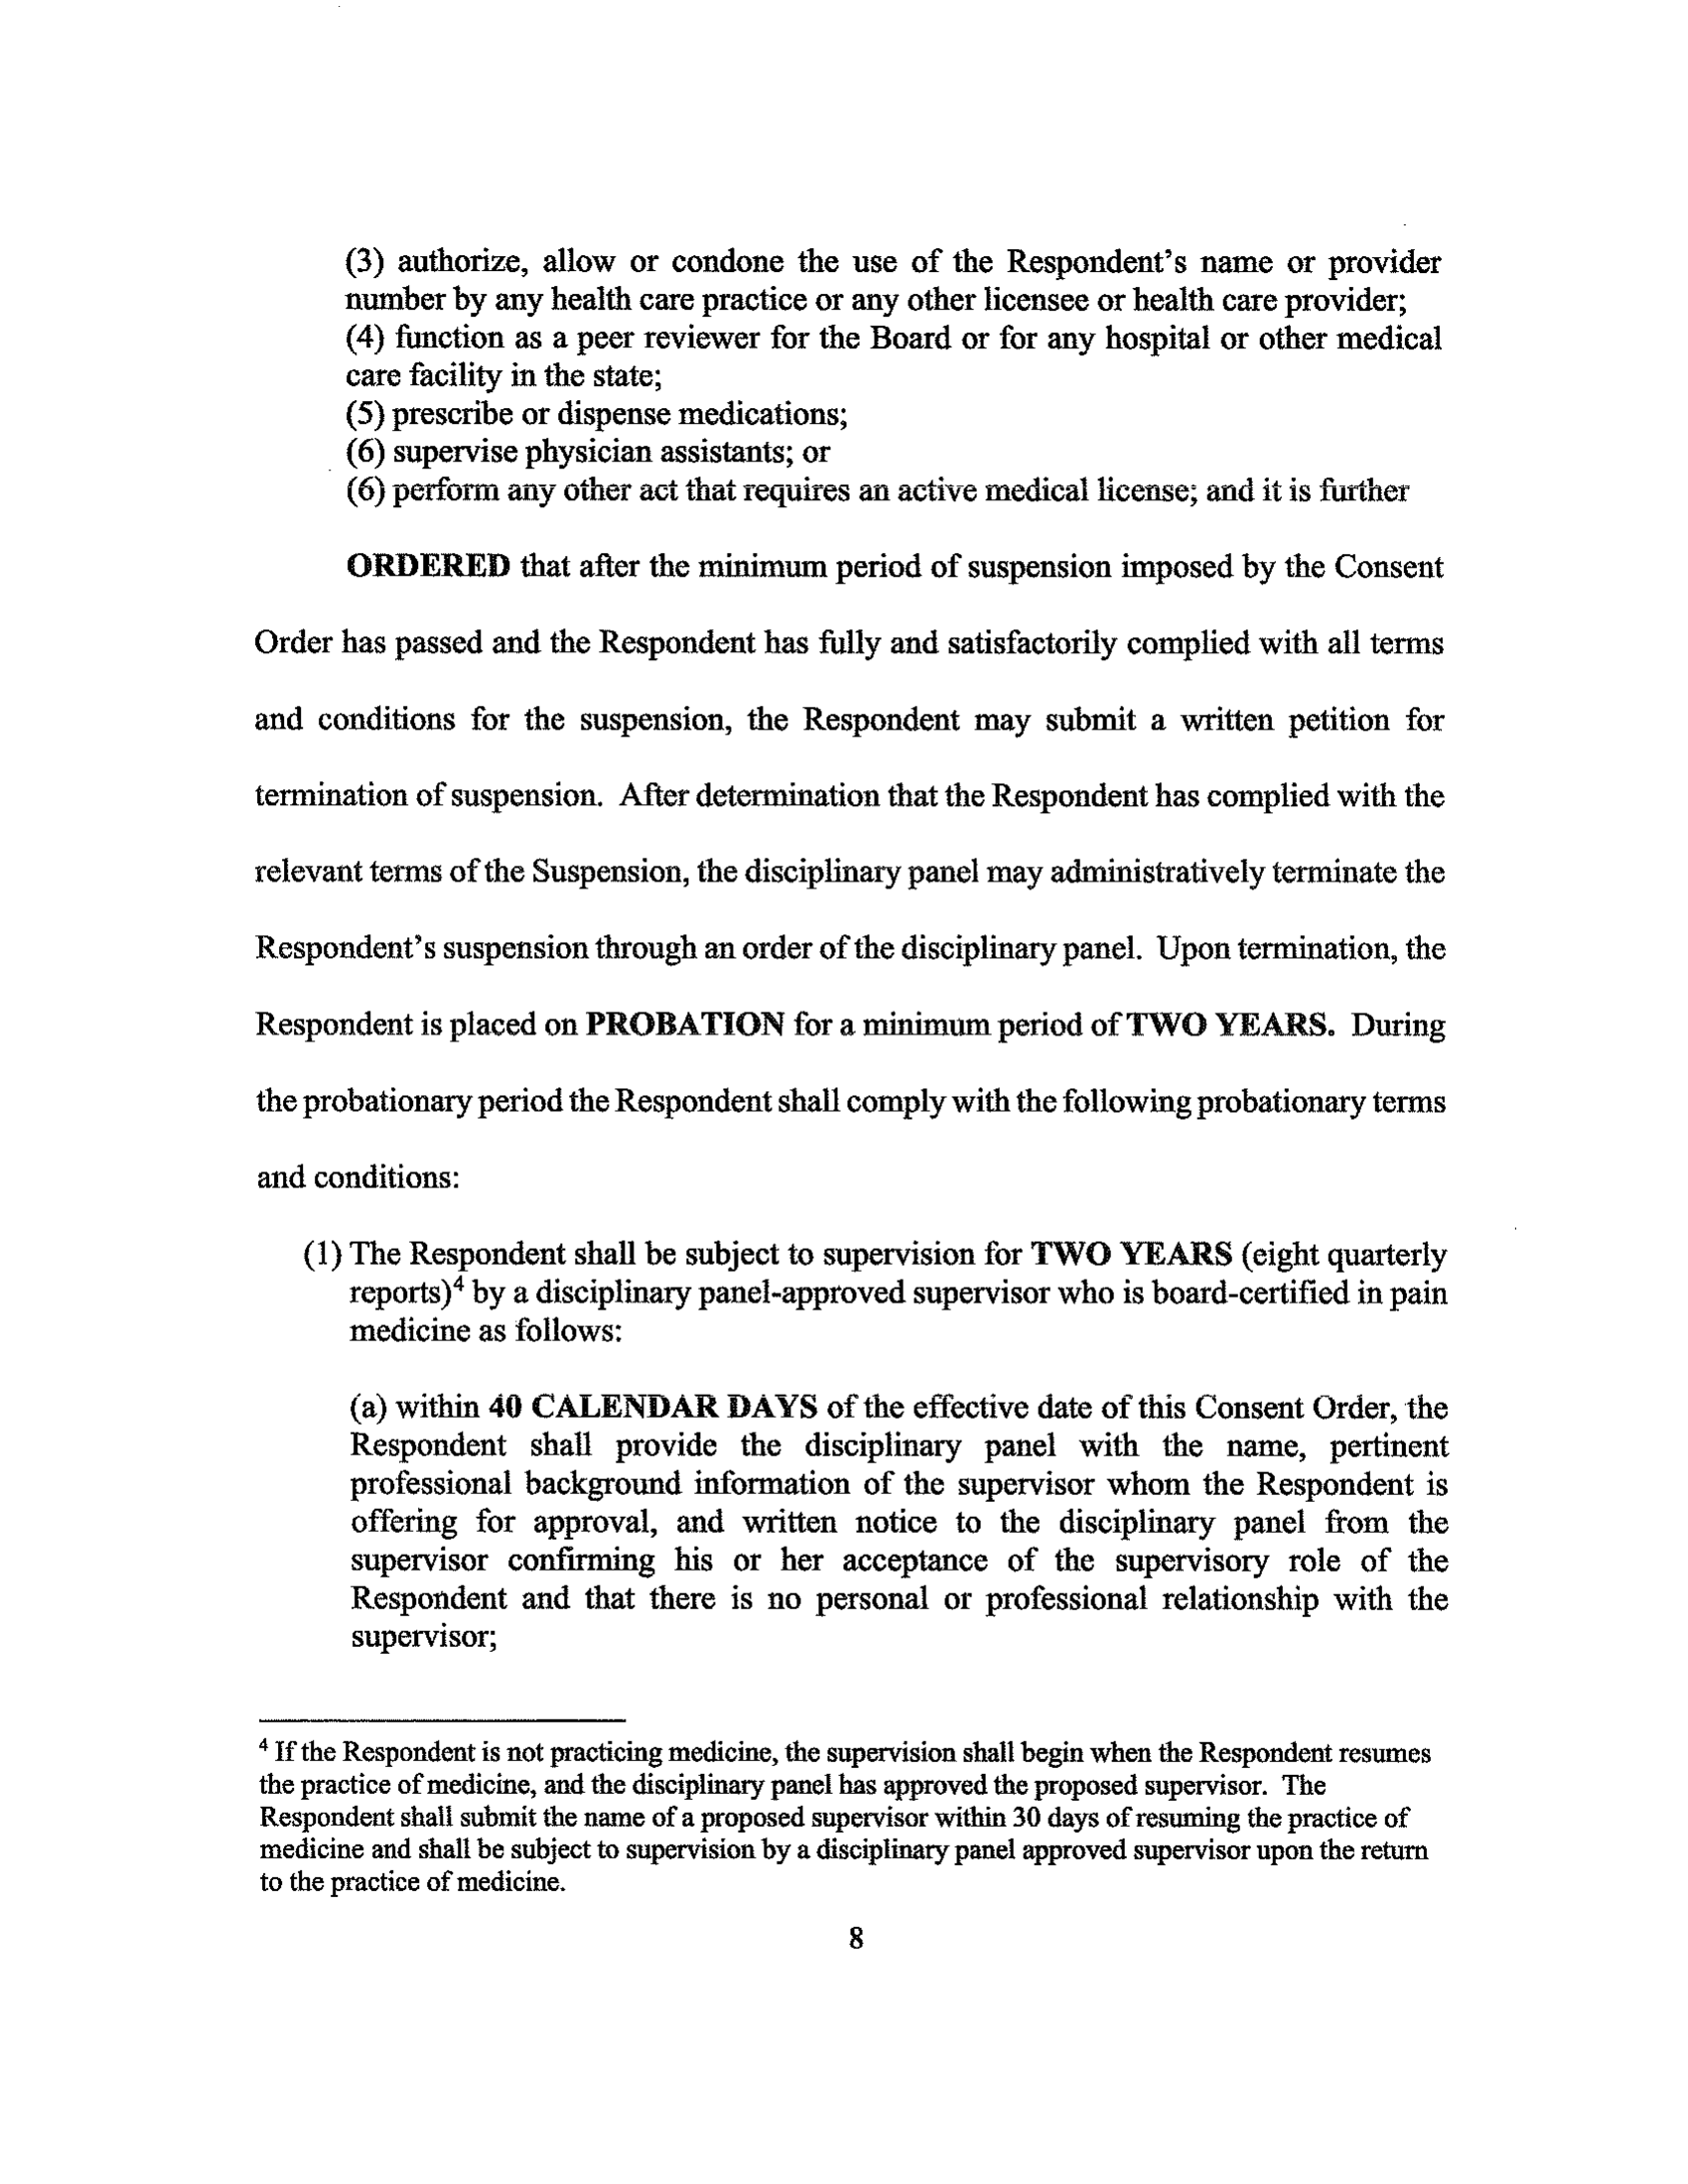 (3) authorize, allow or condone the use of the Respondent's name or provider
number by any health care practice or any other licensee or health care provider;
(4) function as a peer reviewer for the Board or for any hospital or other medical
care facility in the state;
(5) prescribe or dispense medications;
(6) supervise physician assistants; or
(6) perform any other act that requires an active medical license; and it is further
ORDERED that after the minimum period of suspension imposed by the Consent
Order has passed and the Respondent has fully and satisfactorily complied with all terms
and conditions for the suspension, the Respondent may submit a written petition for
termination of suspension. After determination that the Respondent has complied with the
relevant terms of the Suspension, the disciplinary panel may administratively terminate the
Respondent's suspension through an order of the disciplinary panel. Upon termination, the
Respondent is placed on PROBATION for a minimum period of TWO YEARS. During
the probationary period the Respondent shall comply with the following probationary terms
and conditions:
(1) The Respondent shall be subject to supervision for TWO YEARS (eight quarterly
reports)⁴ by a disciplinary panel-approved supervisor who is board-certified in pain
medicine as follows:
(a) within 40 CALENDAR DAYS of the effective date of this Consent Order, the
Respondent shall provide the disciplinary panel with the name, pertinent
professional background information of the supervisor whom the Respondent is
offering for approval, and written notice to the disciplinary panel from the
supervisor confirming his or her acceptance of the supervisory role of the
Respondent and that there is no personal or professional relationship with the
supervisor;
⁴ If the Respondent is not practicing medicine, the supervision shall begin when the Respondent resumes
the practice of medicine, and the disciplinary panel has approved the proposed supervisor. The
Respondent shall submit the name of a proposed supervisor within 30 days of resuming the practice of
medicine and shall be subject to supervision by a disciplinary panel approved supervisor upon the return
to the practice of medicine.
8